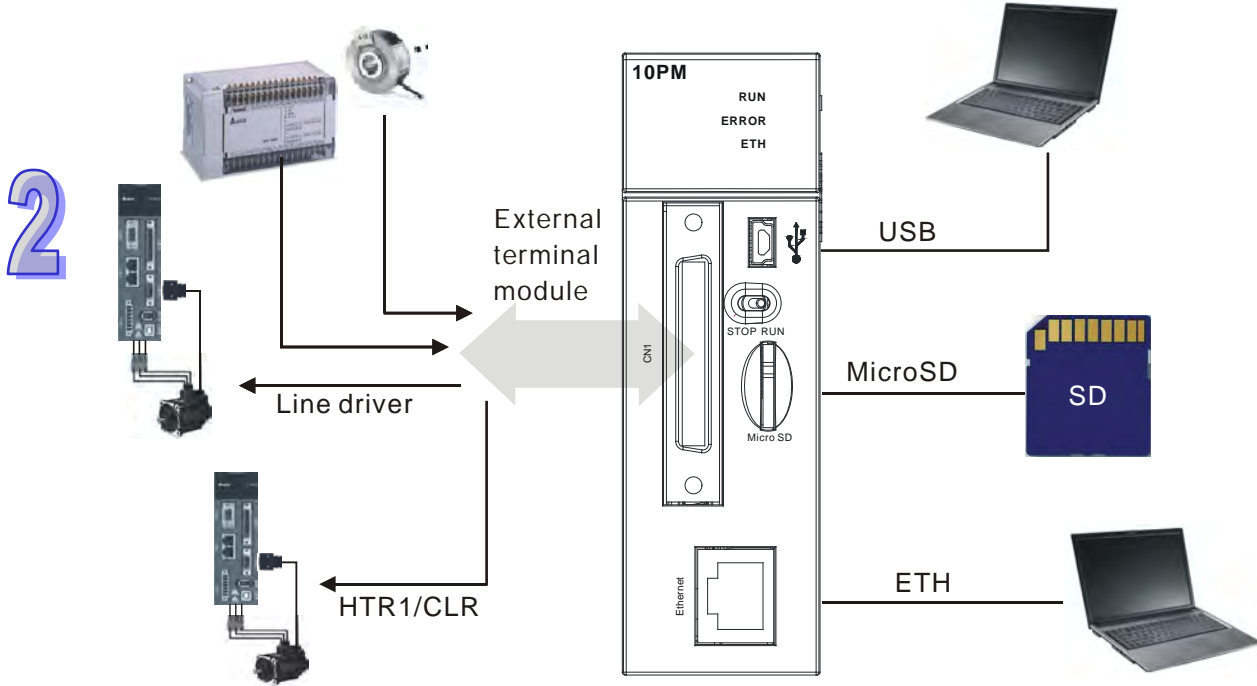 2
External
terminal
module
Line driver
HTR1/CLR
10PM
RUN
ERROR
ETH
CN1
STOP RUN
Micro SD
Ethernet
USB
MicroSD
SD
ETH